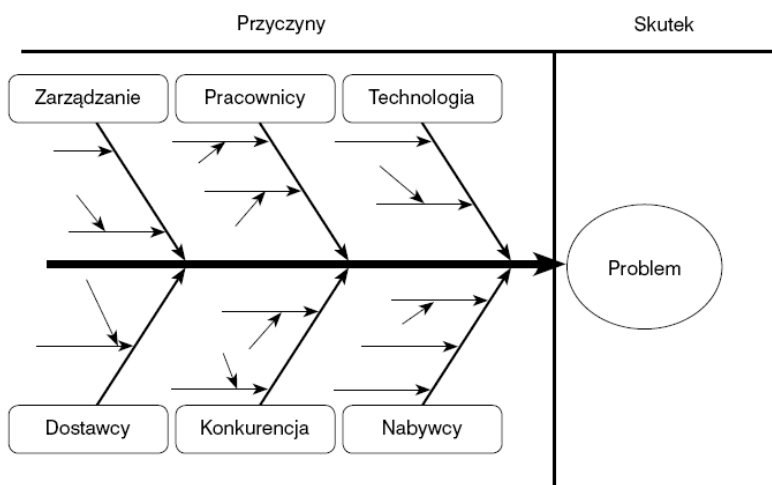 Przyczyny
Skutek
Zarządzanie
Pracownicy
Technologia
Problem
Dostawcy
Konkurencja
Nabywcy